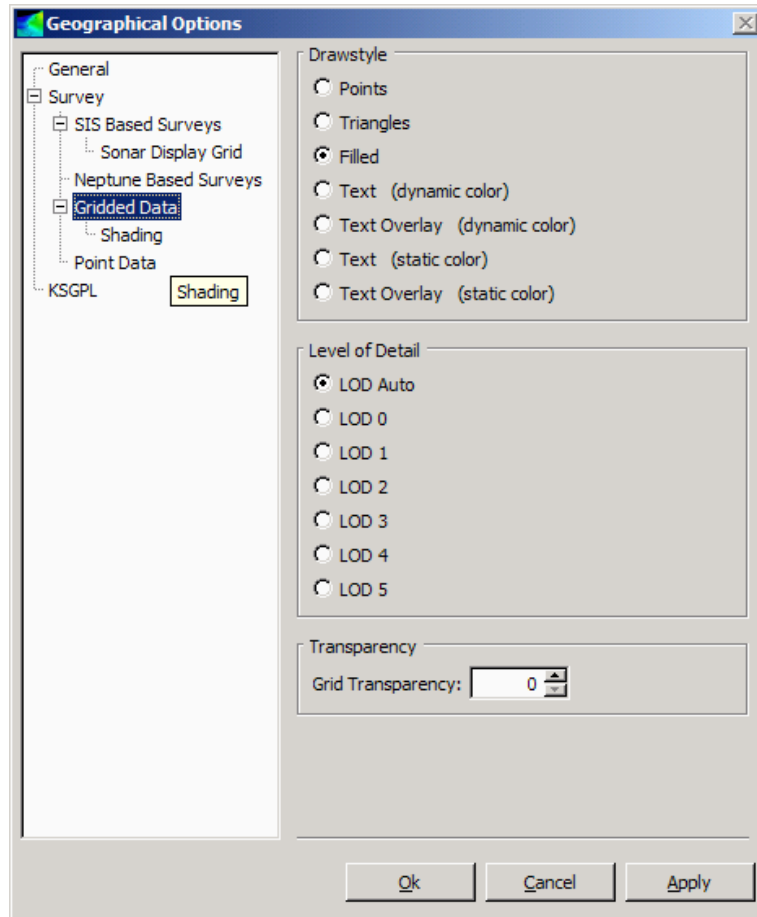 Geographical Options
General
Survey
SIS Based Surveys
Sonar Display Grid
Neptune Based Surveys
Gridded Data
Shading
Point Data
KSGPL
Shading
Drawstyle
Points
Triangles
Filled
Text (dynamic color)
Text Overlay (dynamic color)
Text (static color)
Text Overlay (static color)
Level of Detail
LOD Auto
LOD 0
LOD 1
LOD 2
LOD 3
LOD 4
LOD 5
Transparency
Grid Transparency: 0
Ok Cancel Apply